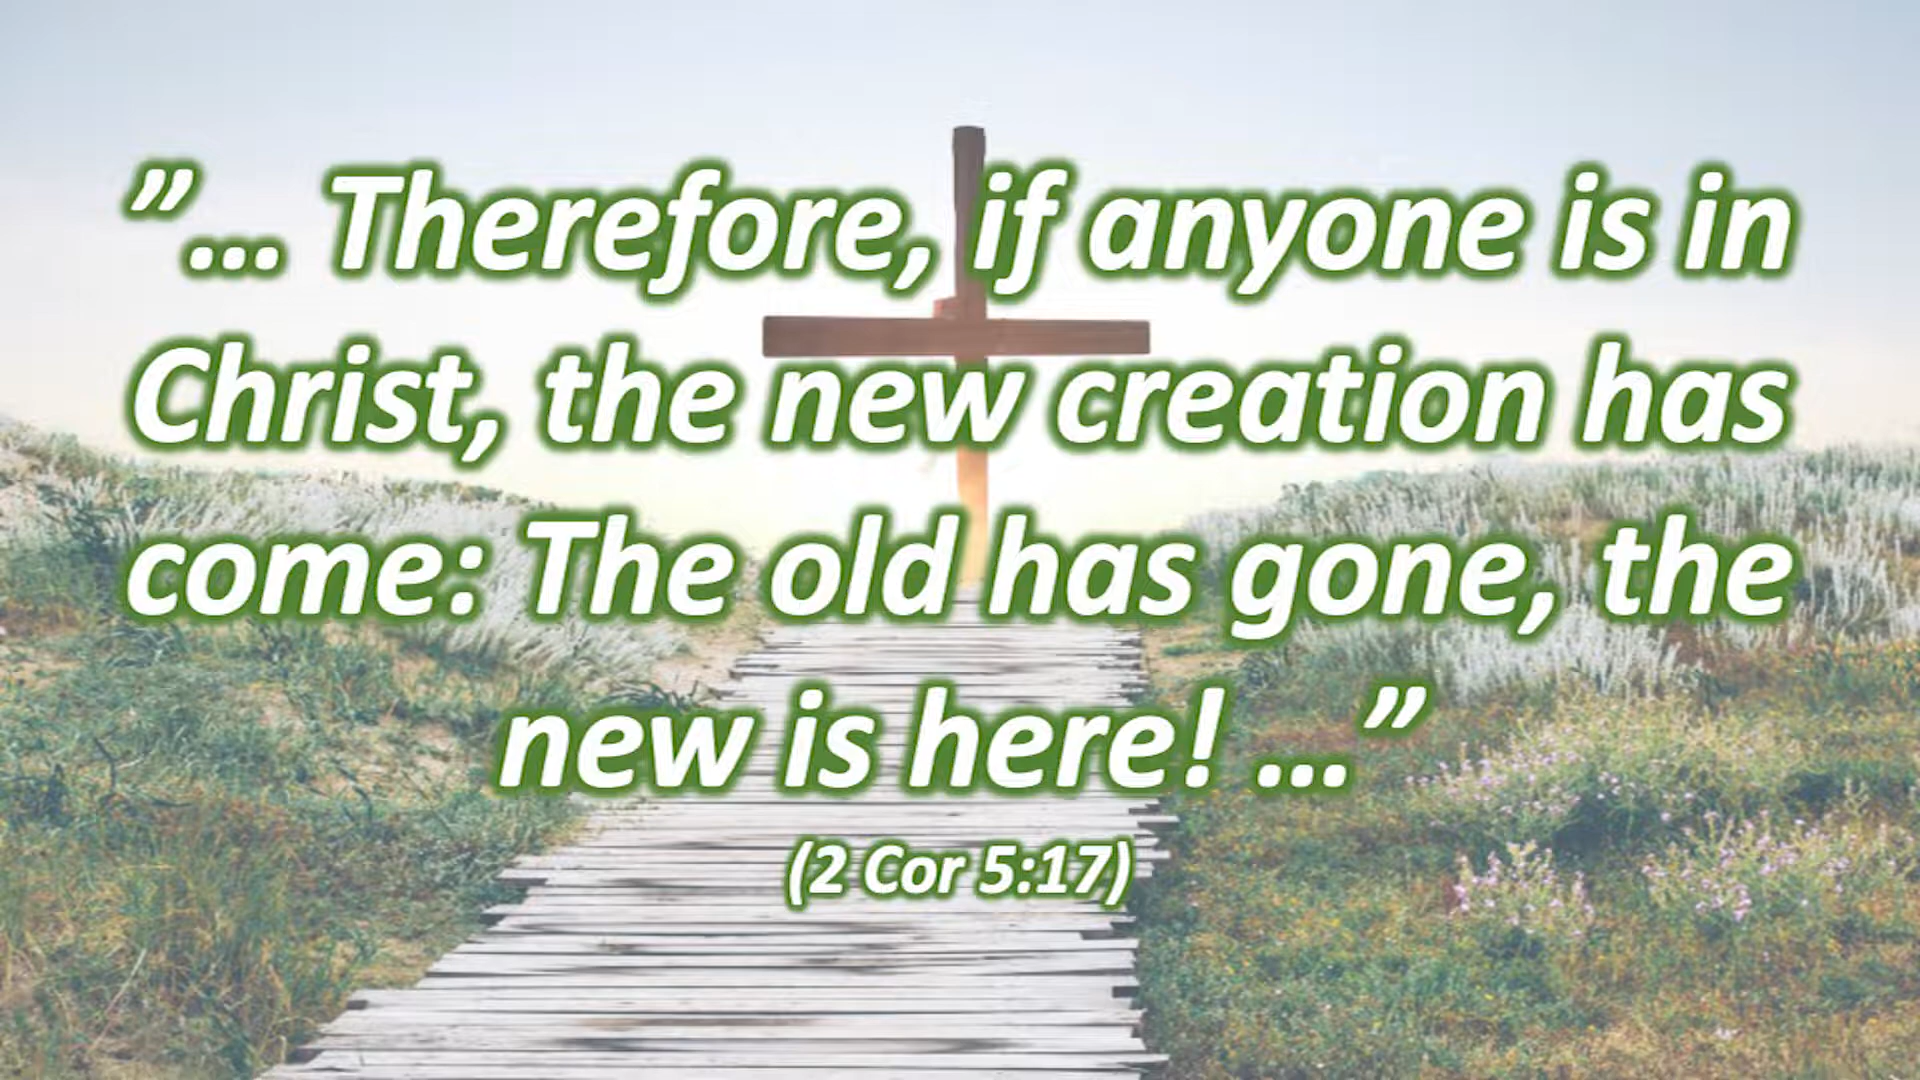 ”... Therefore, if anyone is in
Christ, the new creation has
come: The old has gone, the
new is here! ...”
(2 Cor 5:17)